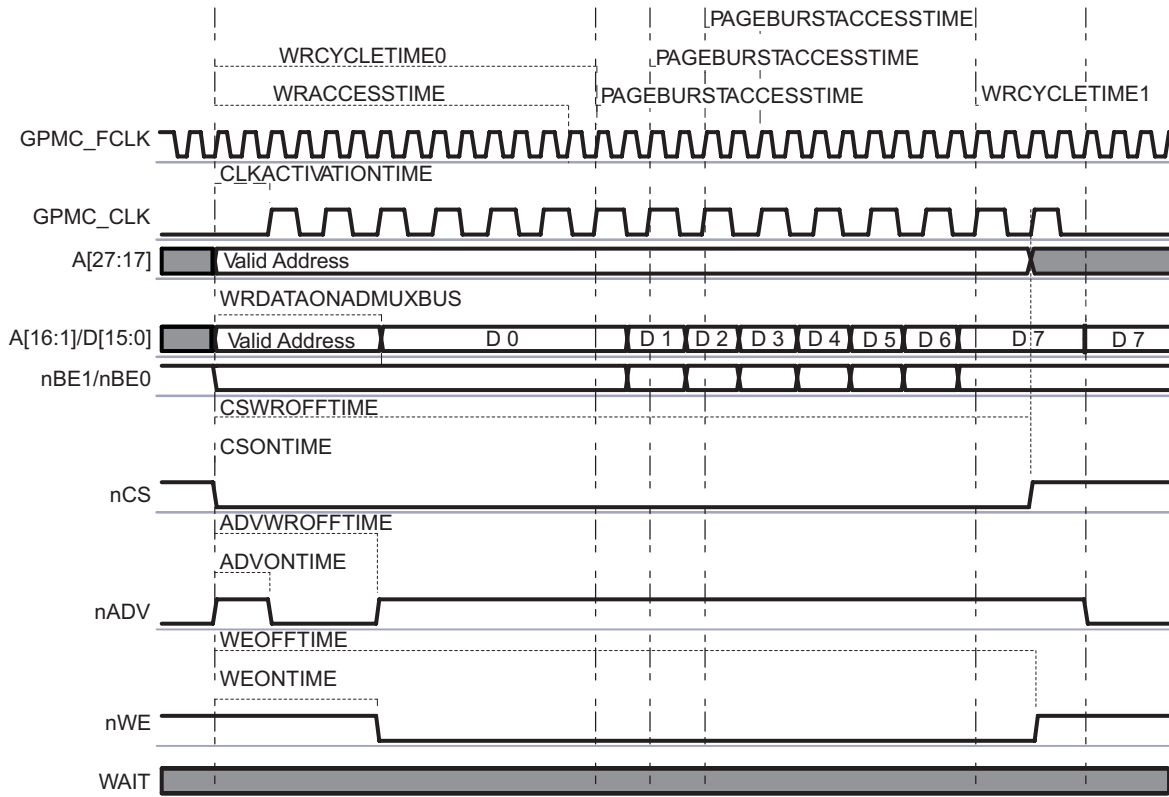 PAGEBURSTACCESSTIME
WRCYCLETIME0
PAGEBURSTACCESSTIME
WRACCESSTIME
PAGEBURSTACCESSTIME
WRCYCLETIME1
GPMC_FCLK
CLKACTIVATIONTIME
GPMC_CLK
A[27:17]
Valid Address
WRDATAONADMUXBUS
A[16:1]/D[15:0]
Valid Address
D 0
D 1
D 2
D 3
D 4
D 5
D 6
D 7
D 7
nBE1/nBE0
CSWROFFTIME
CSONTIME
nCS
ADVWROFFTIME
ADVONTIME
nADV
WEOFFTIME
WEONTIME
nWE
WAIT